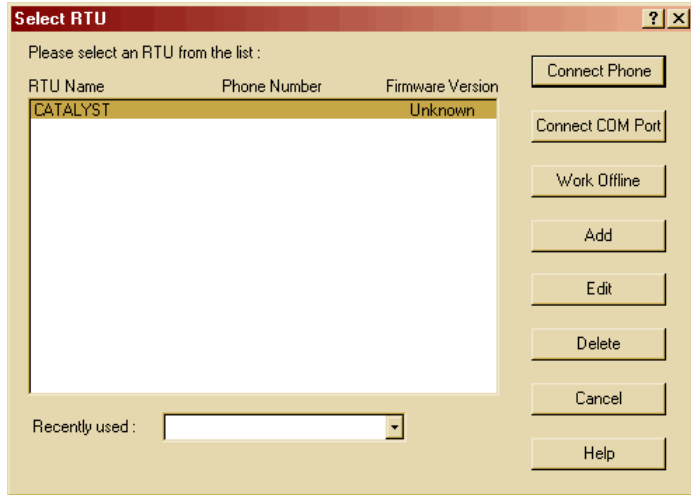 Select RTU
? ×
Please select an RTU from the list :
RTU Name Phone Number Firmware Version
CATALYST Unknown
Connect Phone
Connect COM Port
Work Offline
Add
Edit
Delete
Cancel
Help
Recently used :